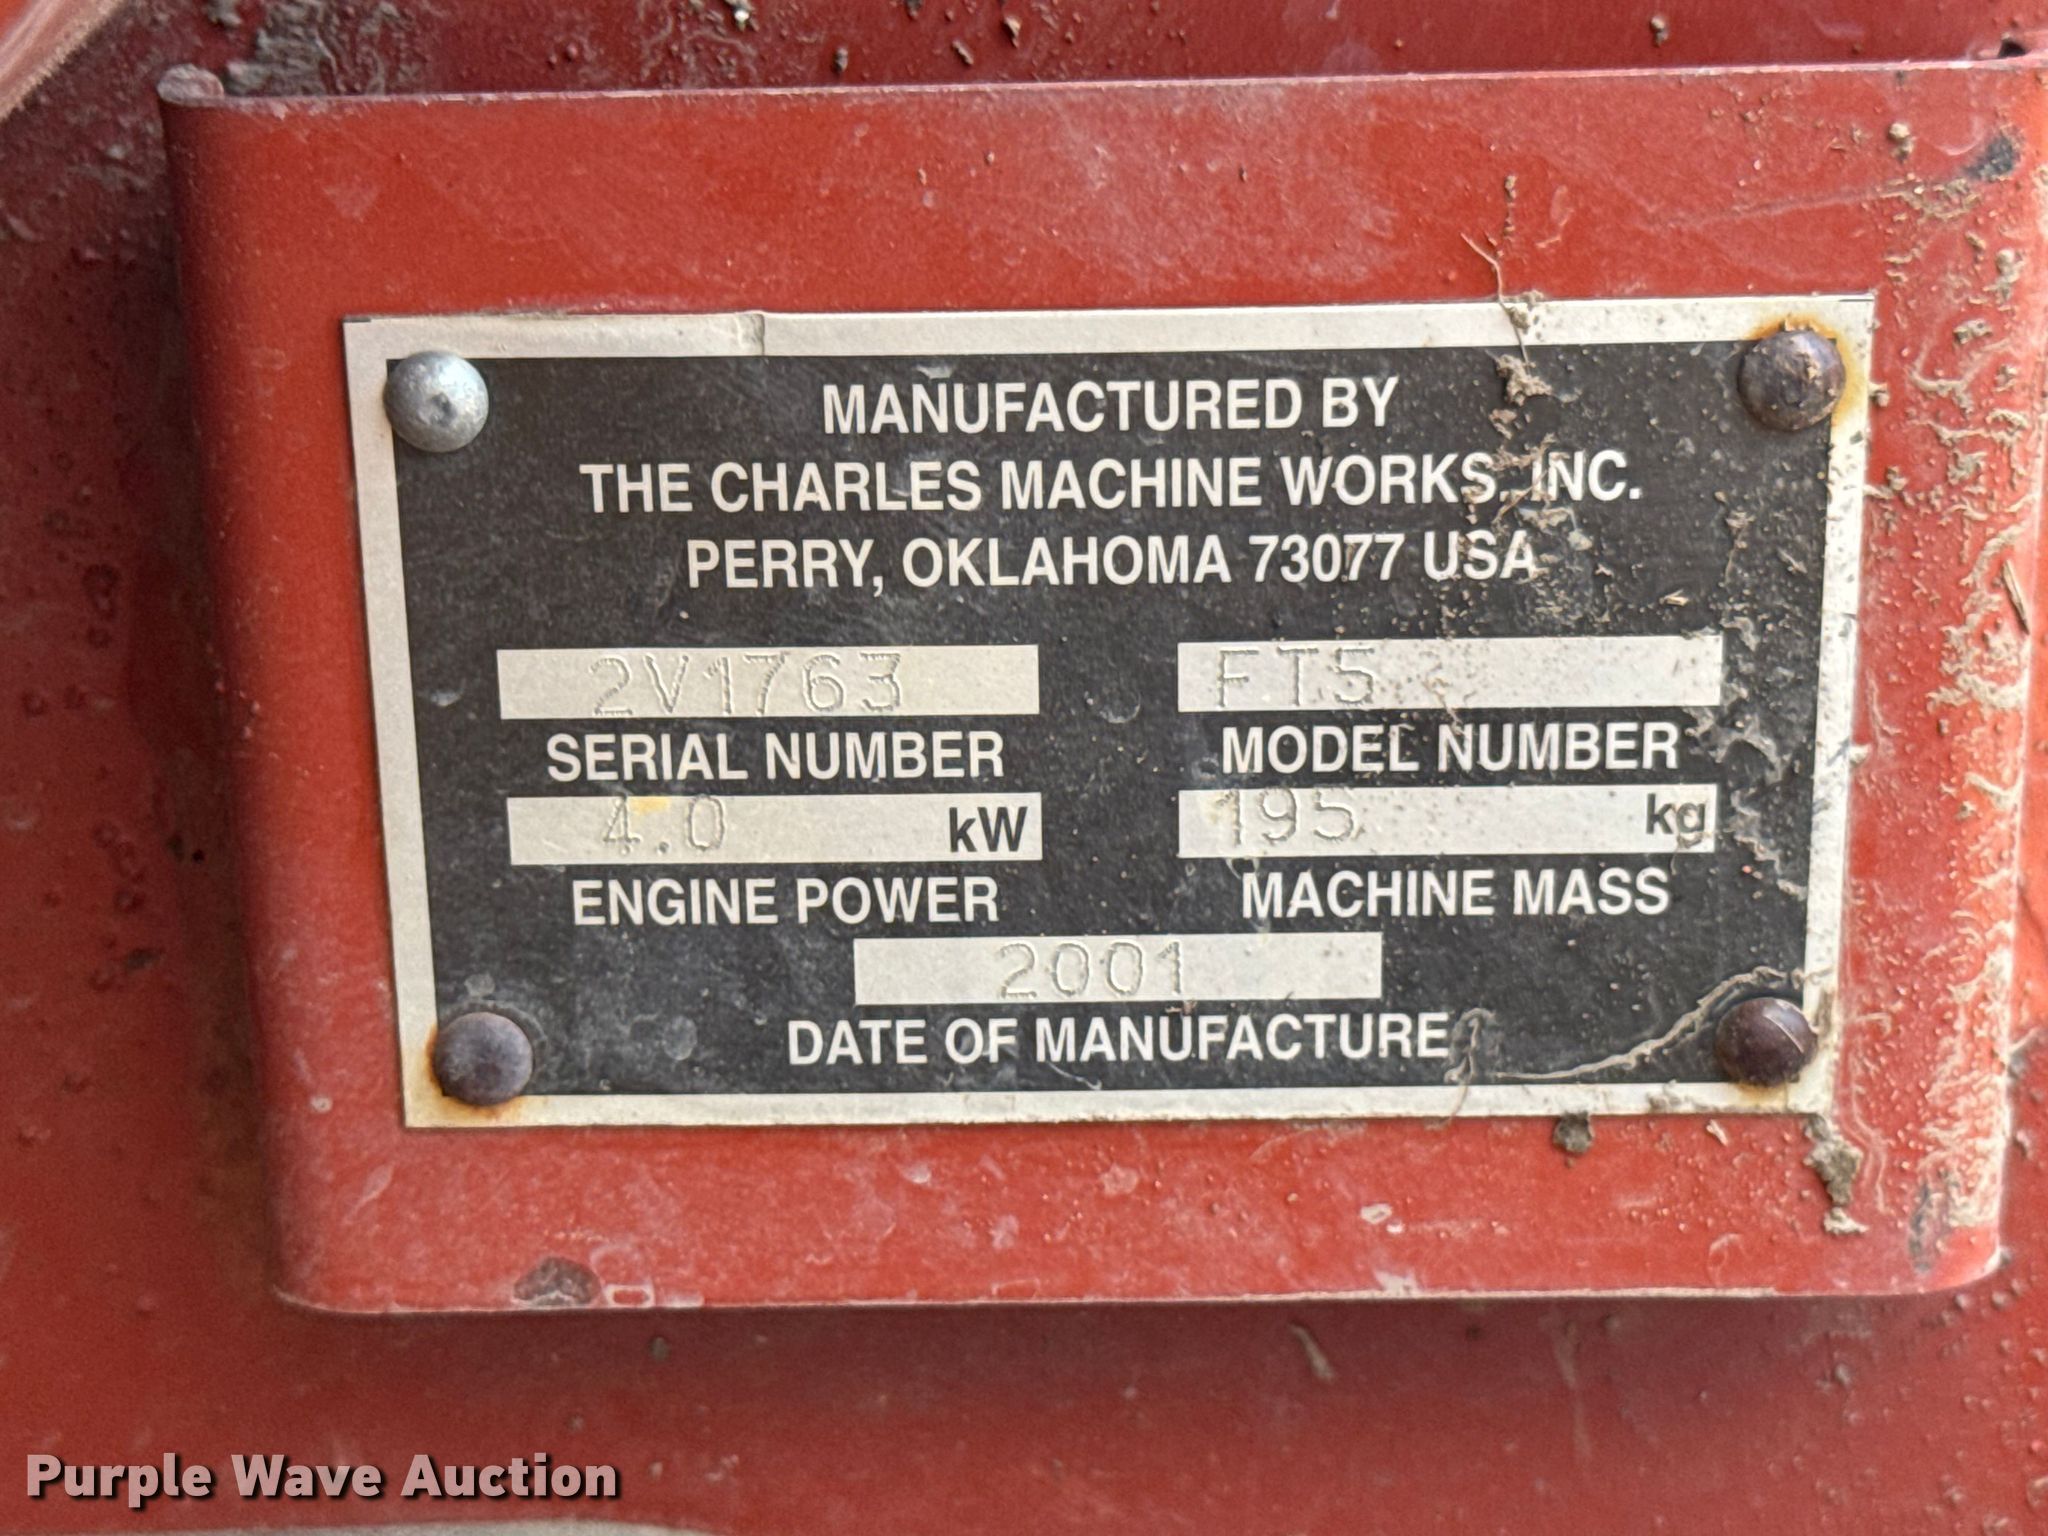 MANUFACTURED BY
THE CHARLES MACHINE WORKS, INC.
PERRY, OKLAHOMA 73077 USA
2V1763 FT5
SERIAL NUMBER MODEL NUMBER
4.0 kW 195 kg
ENGINE POWER MACHINE MASS
2001
DATE OF MANUFACTURE
Purple Wave Auction